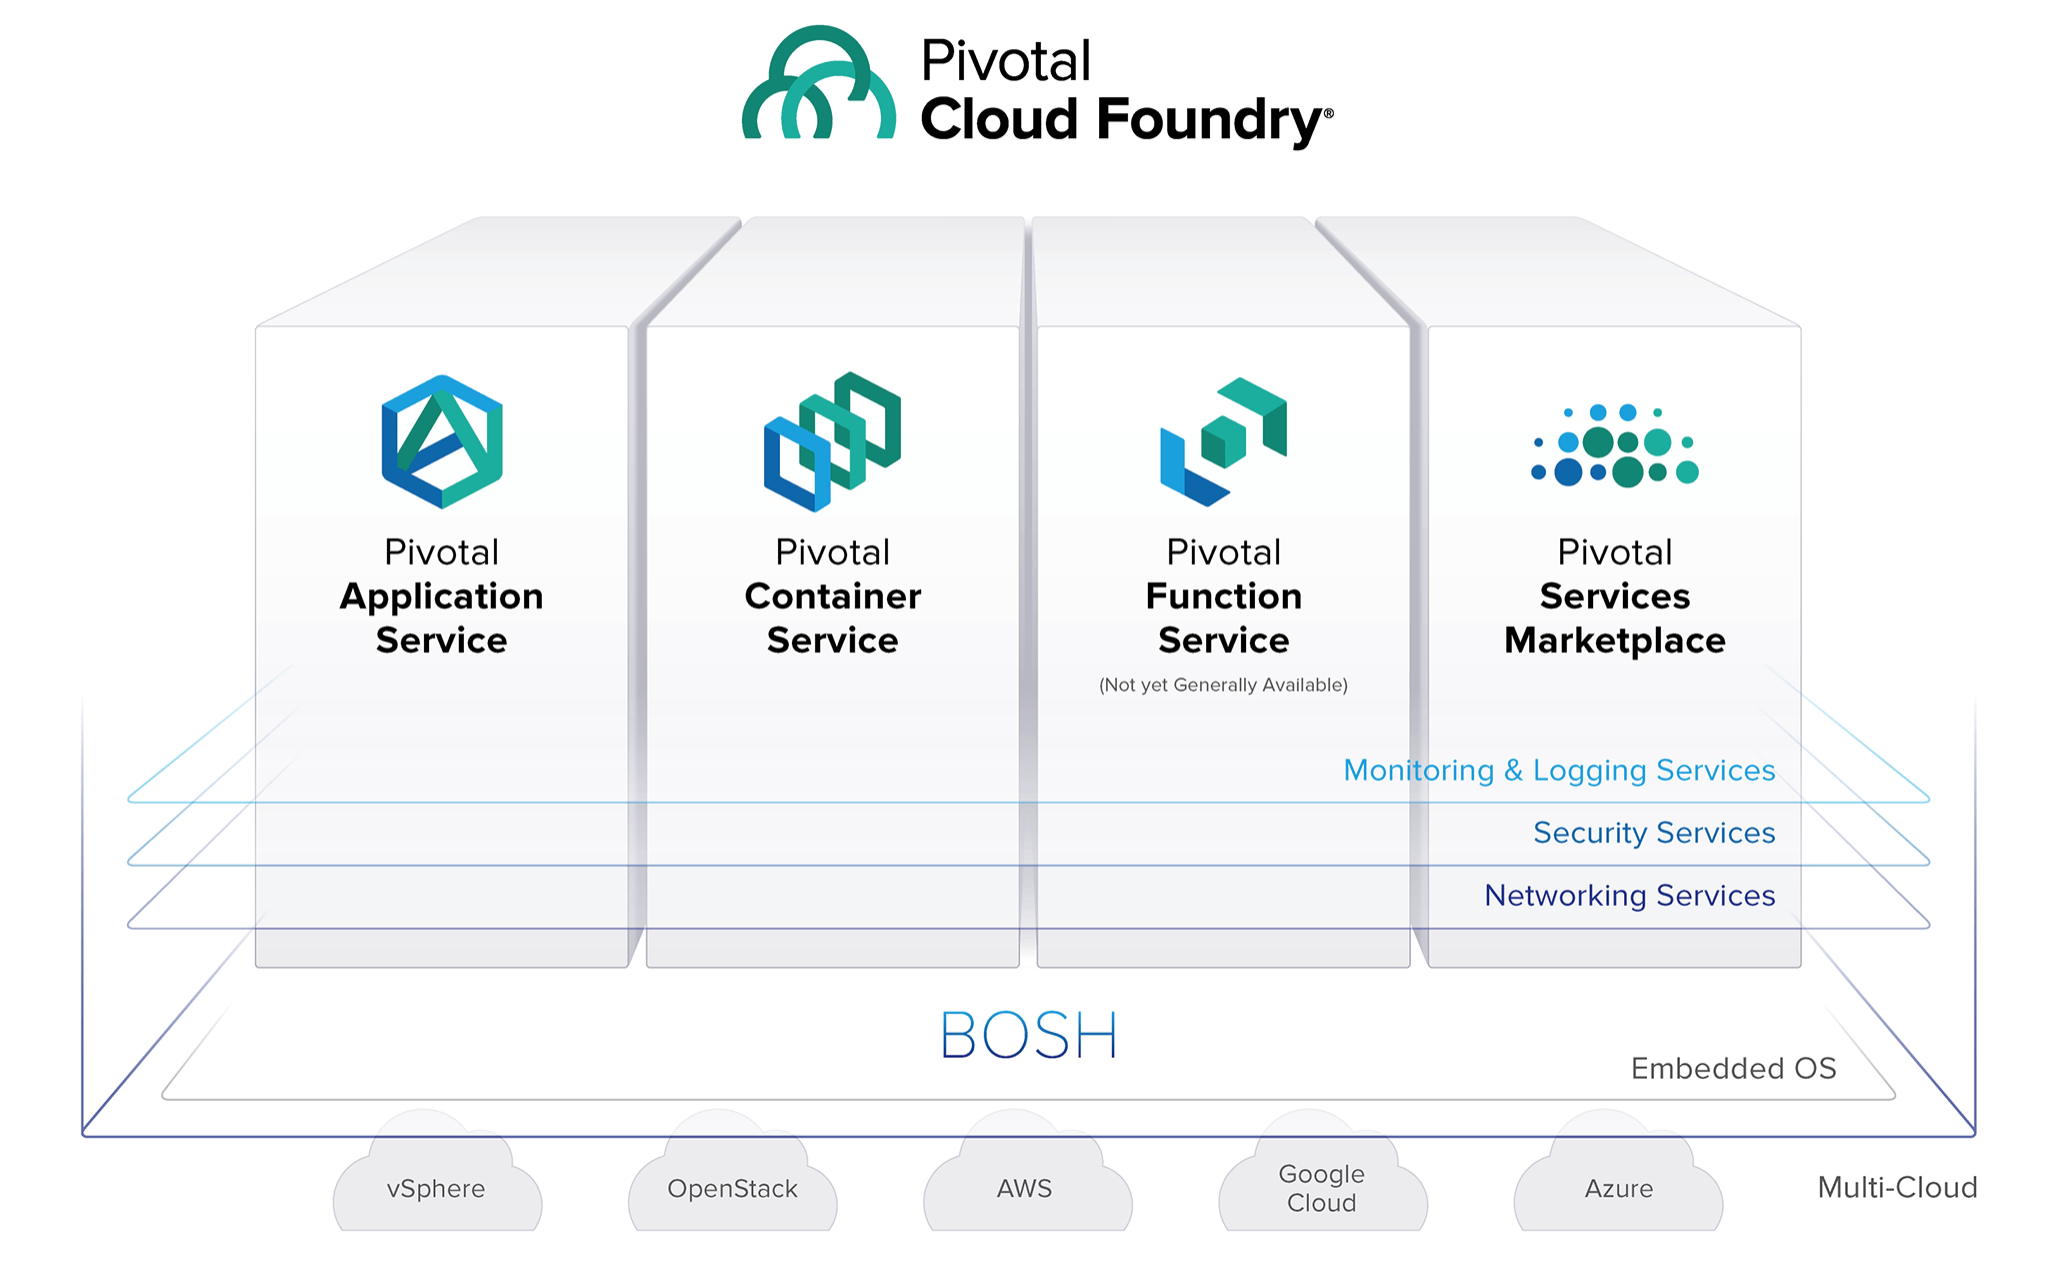 Pivotal
Cloud Foundry®
Pivotal
Application
Service
Pivotal
Container
Service
Pivotal
Function
Service
(Not yet Generally Available)
Pivotal
Services
Marketplace
Monitoring & Logging Services
Security Services
Networking Services
BOSH
Embedded OS
vSphere
OpenStack
AWS
Google
Cloud
Azure
Multi-Cloud